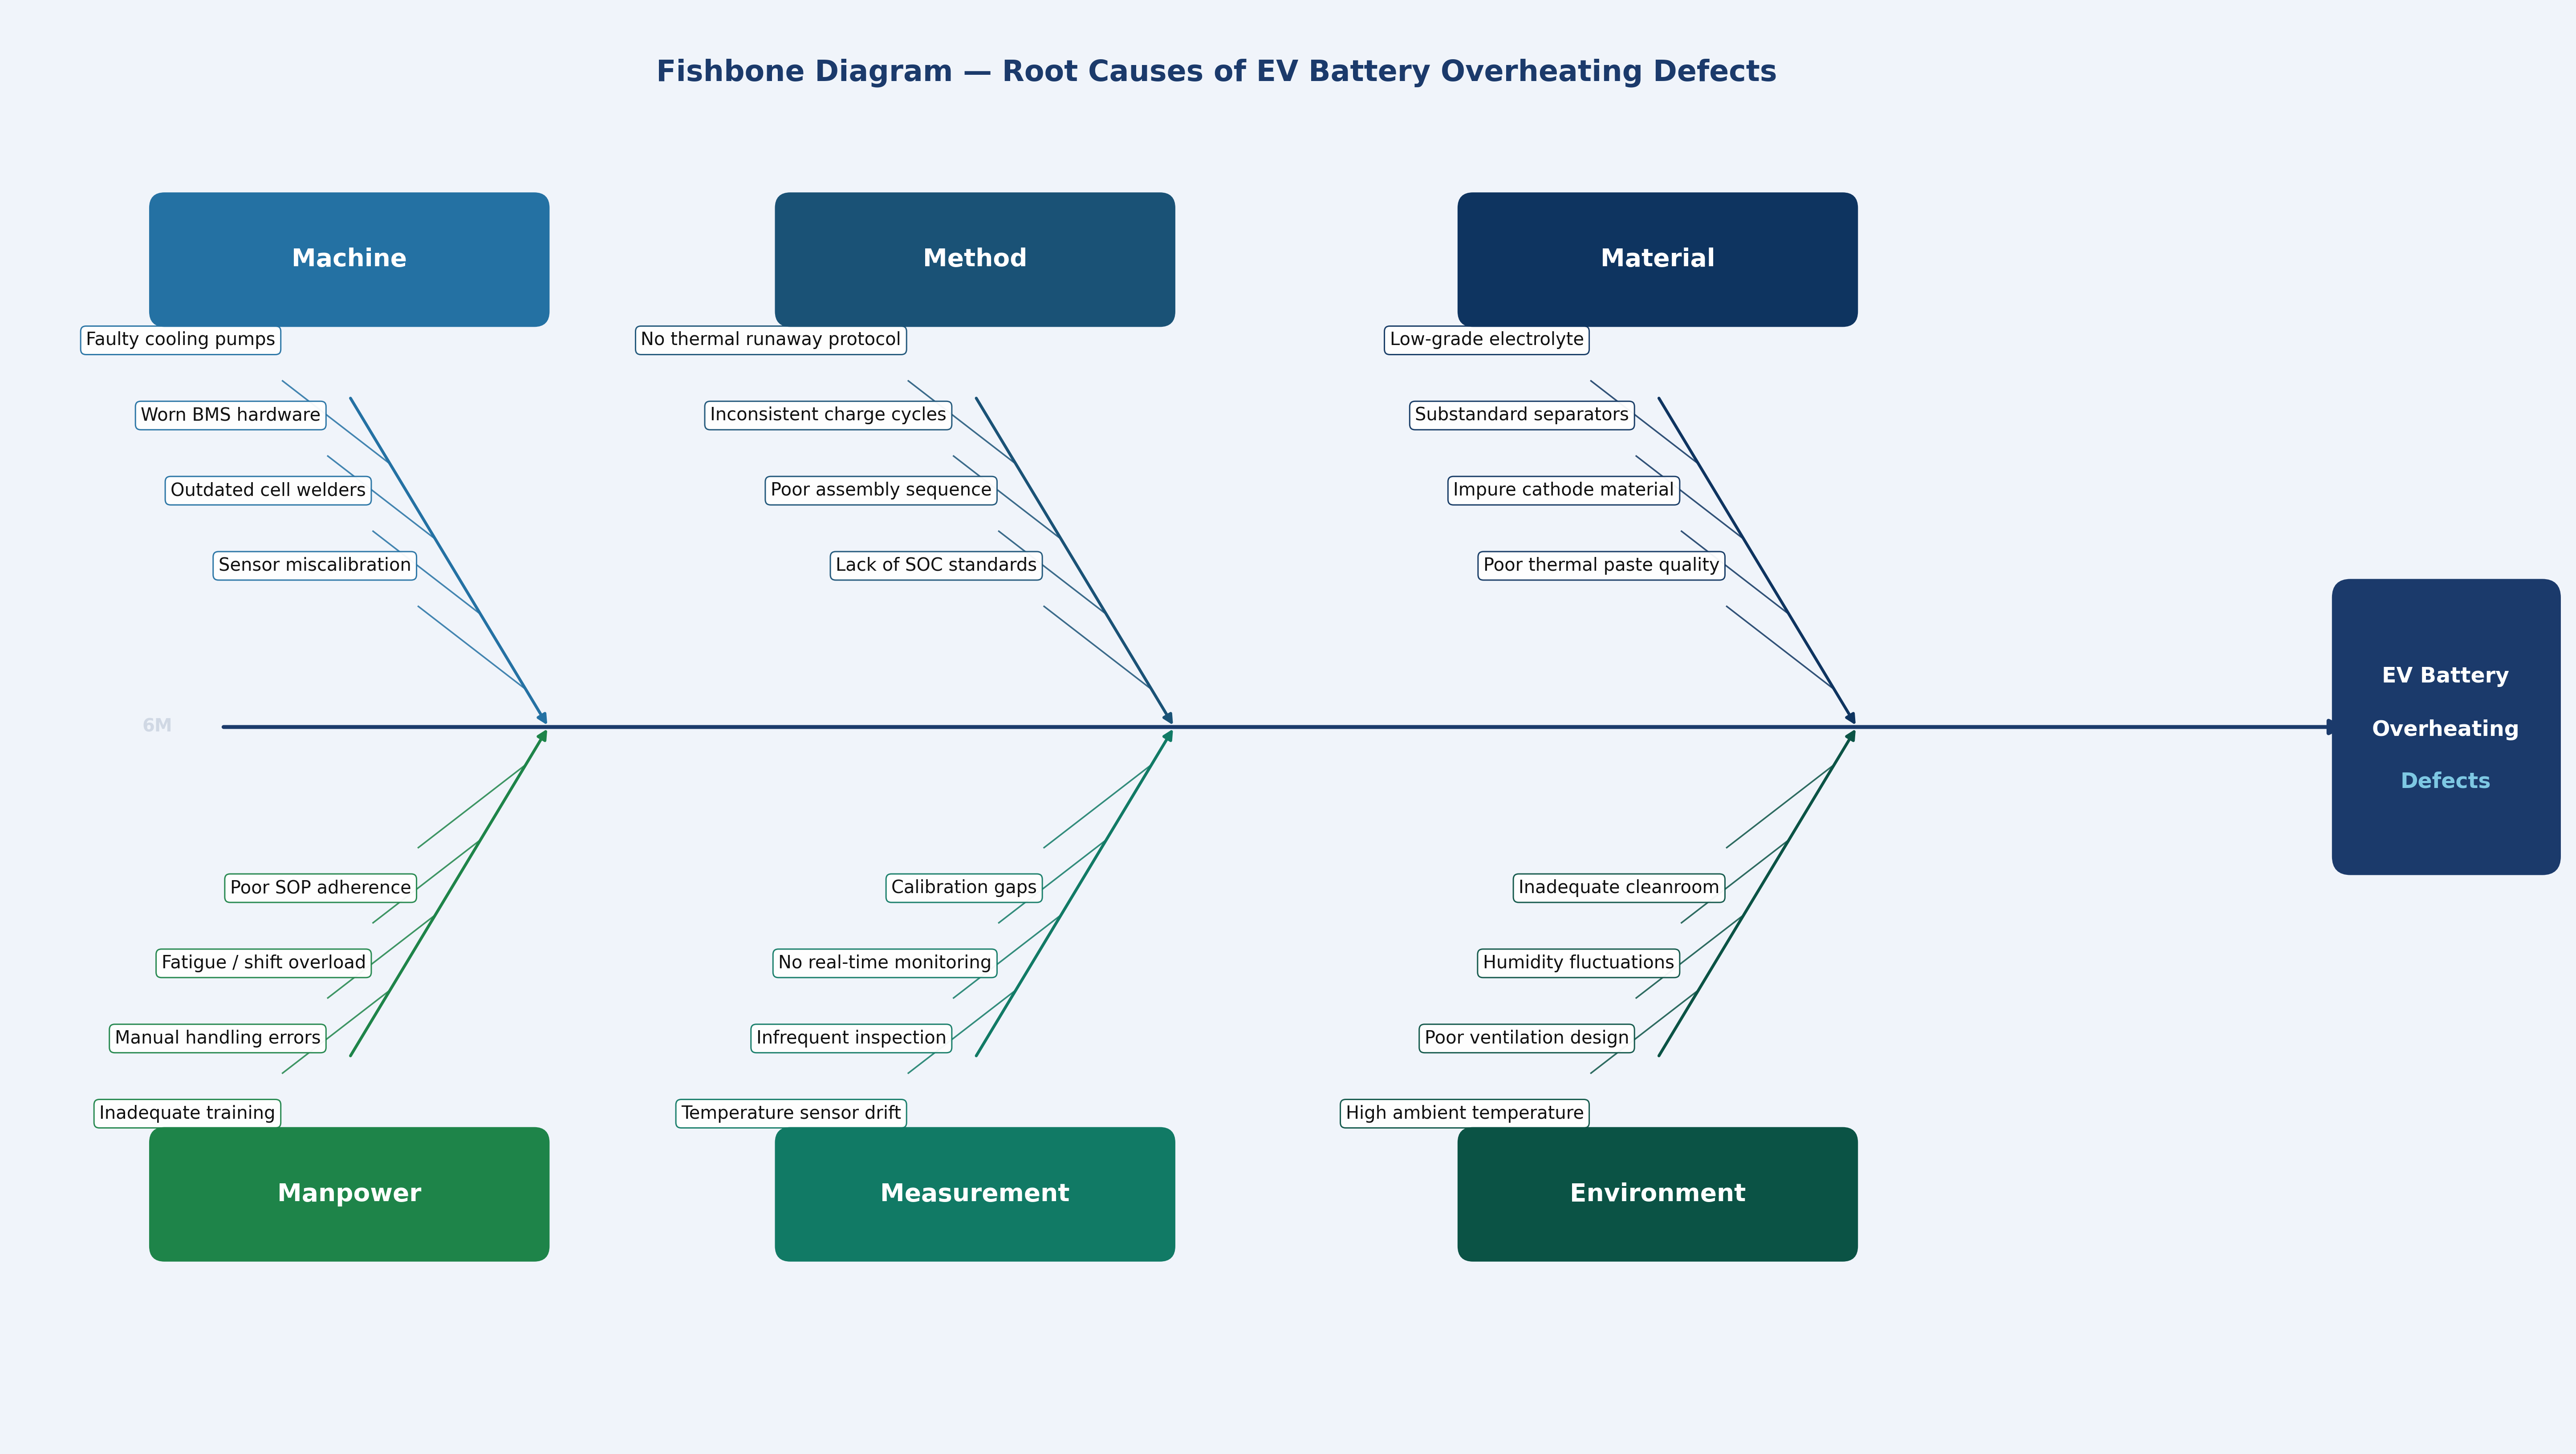 Fishbone Diagram — Root Causes of EV Battery Overheating Defects
Machine
Method
Material
Faulty cooling pumps
No thermal runaway protocol
Low-grade electrolyte
Worn BMS hardware
Inconsistent charge cycles
Substandard separators
Outdated cell welders
Poor assembly sequence
Impure cathode material
Sensor miscalibration
Lack of SOC standards
Poor thermal paste quality
6M
EV Battery
Overheating
Defects
Poor SOP adherence
Calibration gaps
Inadequate cleanroom
Fatigue / shift overload
No real-time monitoring
Humidity fluctuations
Manual handling errors
Infrequent inspection
Poor ventilation design
Inadequate training
Temperature sensor drift
High ambient temperature
Manpower
Measurement
Environment